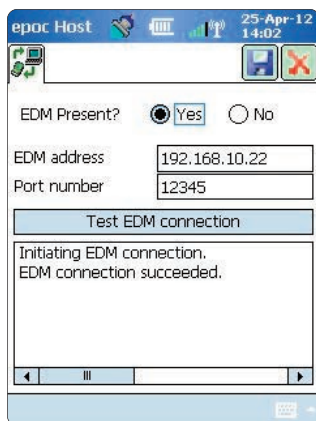 epoc Host
25-Apr-12
14:02
EDM Present? Yes No
EDM address 192.168.10.22
Port number 12345
Test EDM connection
Initiating EDM connection.
EDM connection succeeded.